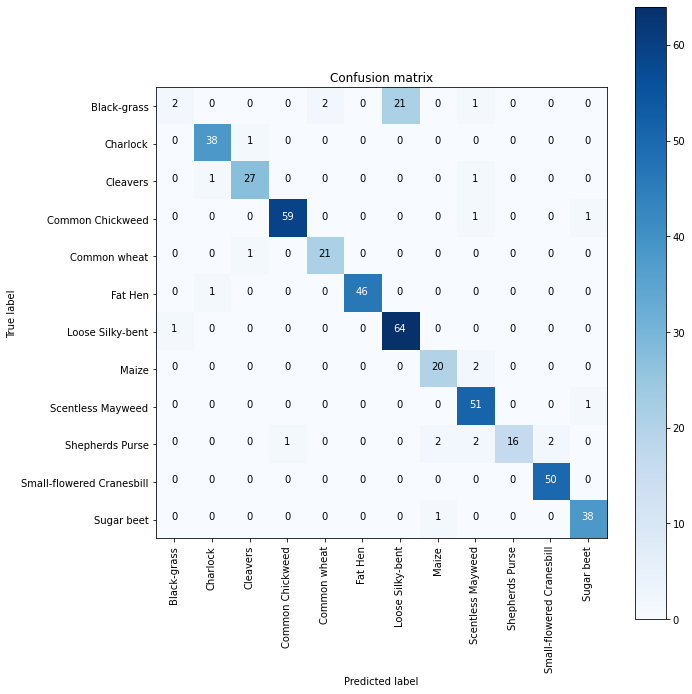 Confusion matrix
True label
Black-grass 2 0 0 0 2 0 21 0 1 0 0 0
Charlock 0 38 1 0 0 0 0 0 0 0 0 0
Cleavers 0 1 27 0 0 0 0 0 1 0 0 0
Common Chickweed 0 0 0 59 0 0 0 0 1 0 0 1
Common wheat 0 0 1 0 21 0 0 0 0 0 0 0
Fat Hen 0 1 0 0 0 46 0 0 0 0 0 0
Loose Silky-bent 1 0 0 0 0 0 64 0 0 0 0 0
Maize 0 0 0 0 0 0 0 20 2 0 0 0
Scentless Mayweed 0 0 0 0 0 0 0 0 51 0 0 1
Shepherds Purse 0 0 0 1 0 0 0 2 2 16 2 0
Small-flowered Cranesbill 0 0 0 0 0 0 0 0 0 0 50 0
Sugar beet 0 0 0 0 0 0 0 1 0 0 0 38
Black-grass
Charlock
Cleavers
Common Chickweed
Common wheat
Fat Hen
Loose Silky-bent
Maize
Scentless Mayweed
Shepherds Purse
Small-flowered Cranesbill
Sugar beet
Predicted label
60
50
40
30
20
10
0